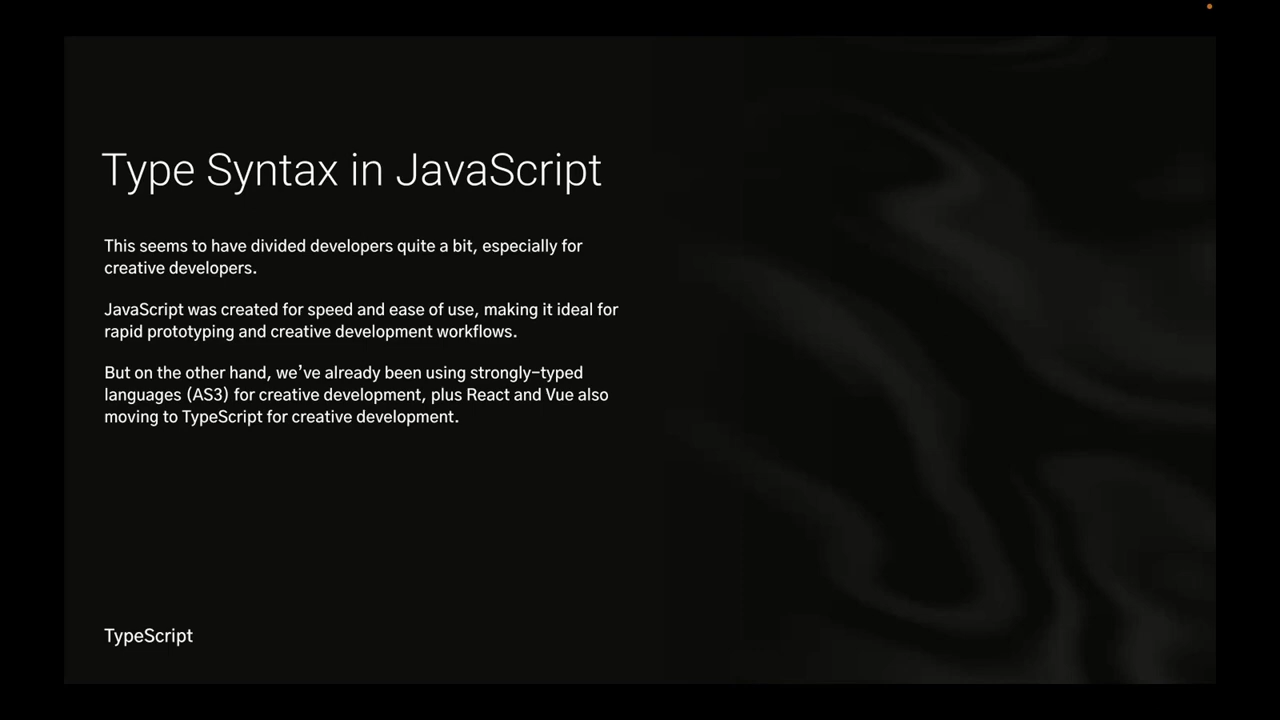 Type Syntax in JavaScript
This seems to have divided developers quite a bit, especially for
creative developers.
JavaScript was created for speed and ease of use, making it ideal for
rapid prototyping and creative development workflows.
But on the other hand, we’ve already been using strongly-typed
languages (AS3) for creative development, plus React and Vue also
moving to TypeScript for creative development.
TypeScript